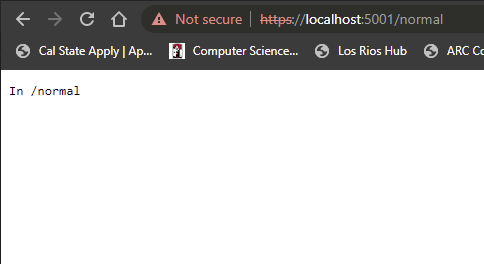 Not secure https://localhost:5001/normal
Cal State Apply | Ap... Computer Science... Los Rios Hub ARC Co
In /normal